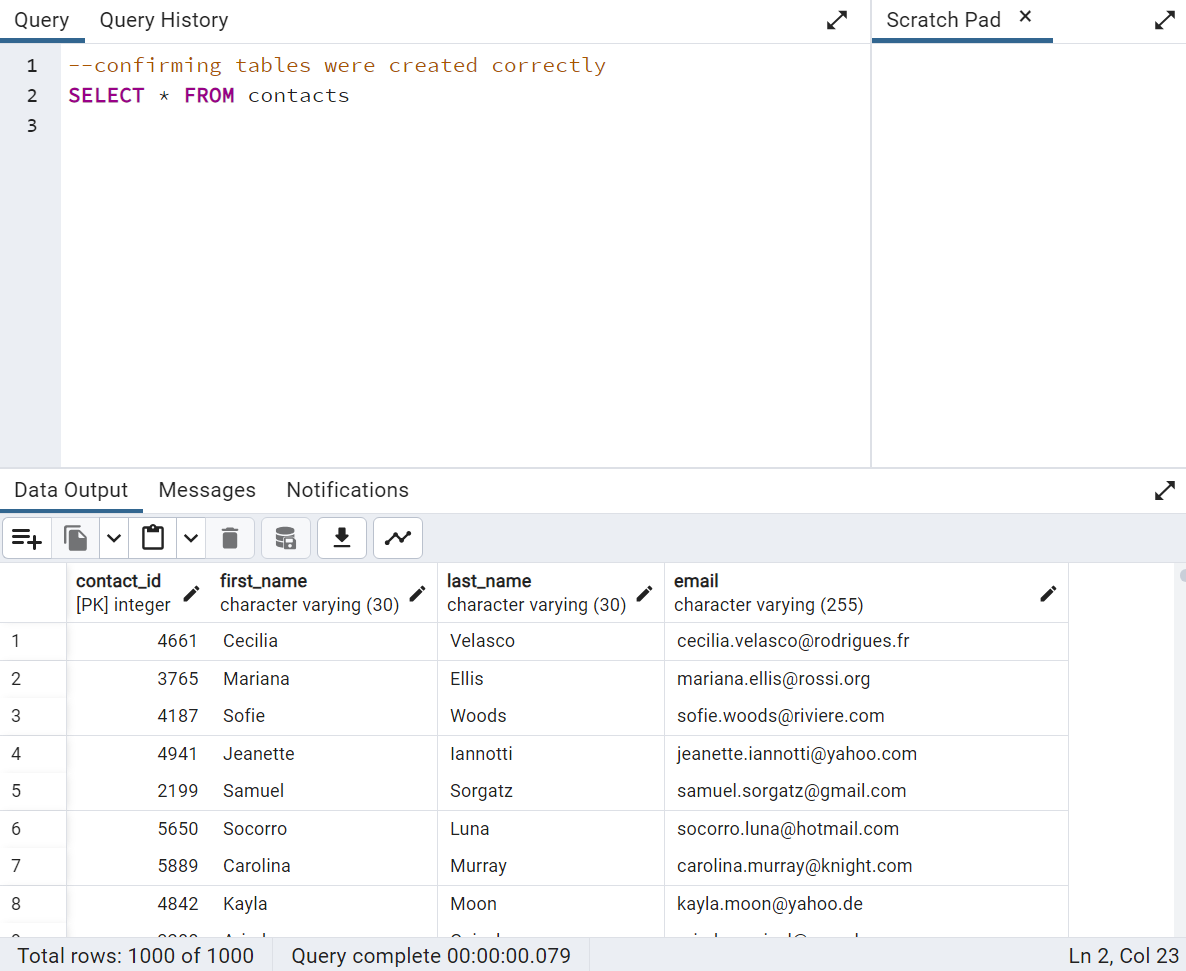 Query Query History Scratch Pad ×
1 --confirming tables were created correctly
2 SELECT * FROM contacts
3
Data Output Messages Notifications
contact_id first_name last_name email
[PK] integer character varying (30) character varying (30) character varying (255)
1 4661 Cecilia Velasco cecilia.velasco@rodrigues.fr
2 3765 Mariana Ellis mariana.ellis@rossi.org
3 4187 Sofie Woods sofie.woods@riviere.com
4 4941 Jeanette Iannotti jeanette.iannotti@yahoo.com
5 2199 Samuel Sorgatz samuel.sorgatz@gmail.com
6 5650 Socorro Luna socorro.luna@hotmail.com
7 5889 Carolina Murray carolina.murray@knight.com
8 4842 Kayla Moon kayla.moon@yahoo.de
Total rows: 1000 of 1000 Query complete 00:00:00.079 Ln 2, Col 23